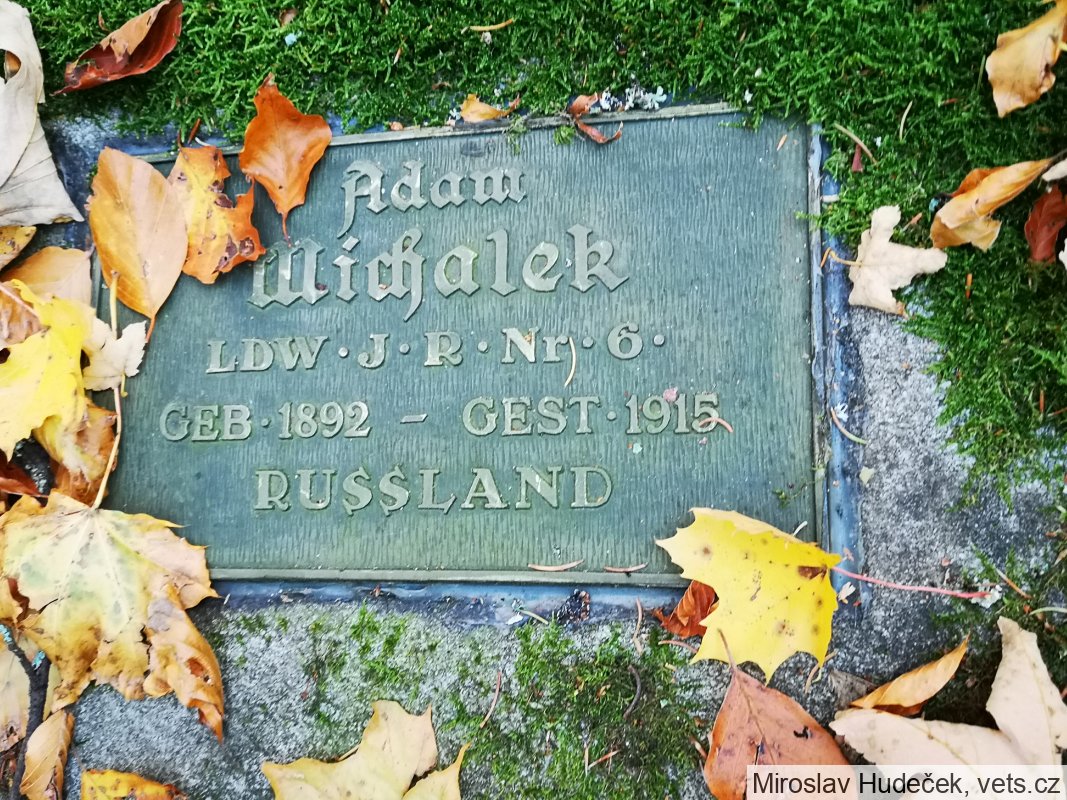 Adam
Michalek
LDW · J · R · Nr · 6 ·
GEB · 1892 – GEST · 1915
RUSSLAND
Miroslav Hudeček, vets.cz